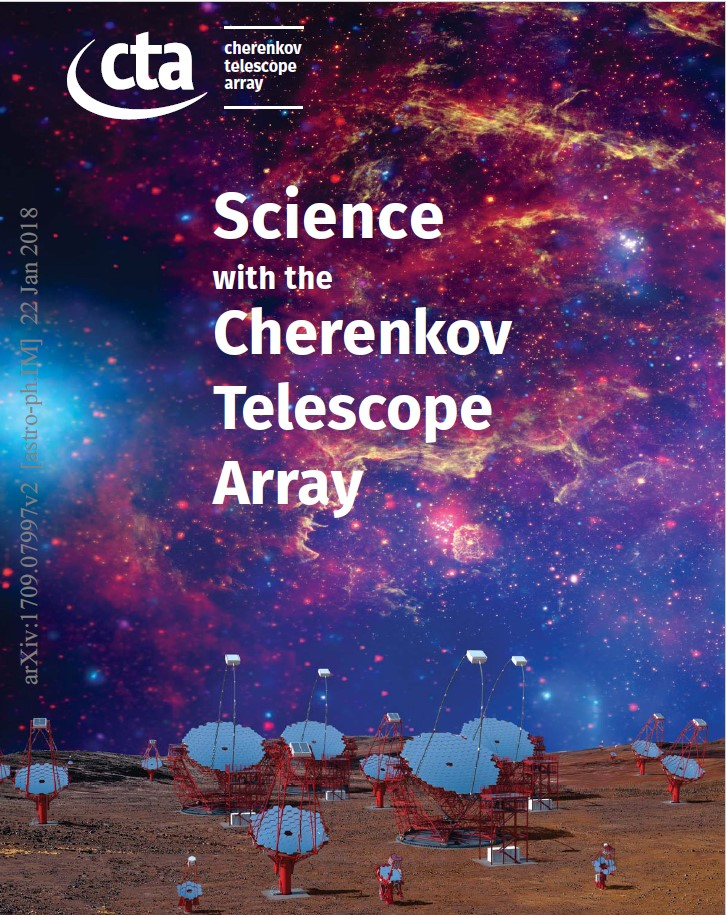 cta
cherenkov
telescope
array
Science
with the
Cherenkov
Telescope
Array
arXiv:1709.07997v2 [astro-ph.IM] 22 Jan 2018